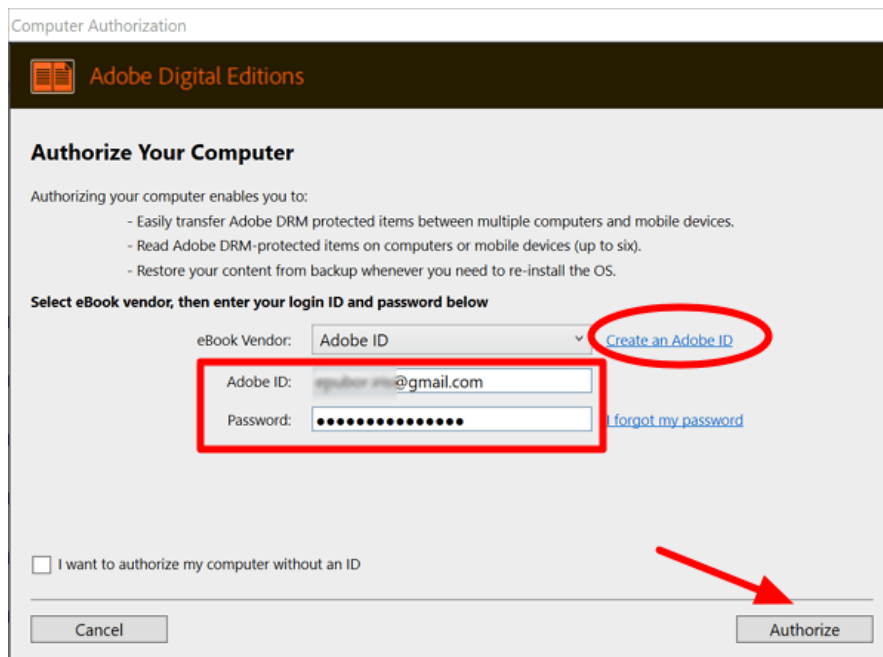 Computer Authorization
Adobe Digital Editions
Authorize Your Computer
Authorizing your computer enables you to:
- Easily transfer Adobe DRM protected items between multiple computers and mobile devices.
- Read Adobe DRM-protected items on computers or mobile devices (up to six).
- Restore your content from backup whenever you need to re-install the OS.
Select eBook vendor, then enter your login ID and password below
eBook Vendor: Adobe ID Create an Adobe ID
Adobe ID: @gmail.com
Password: ●●●●●●●●●●●●●●● I forgot my password
I want to authorize my computer without an ID
Cancel Authorize